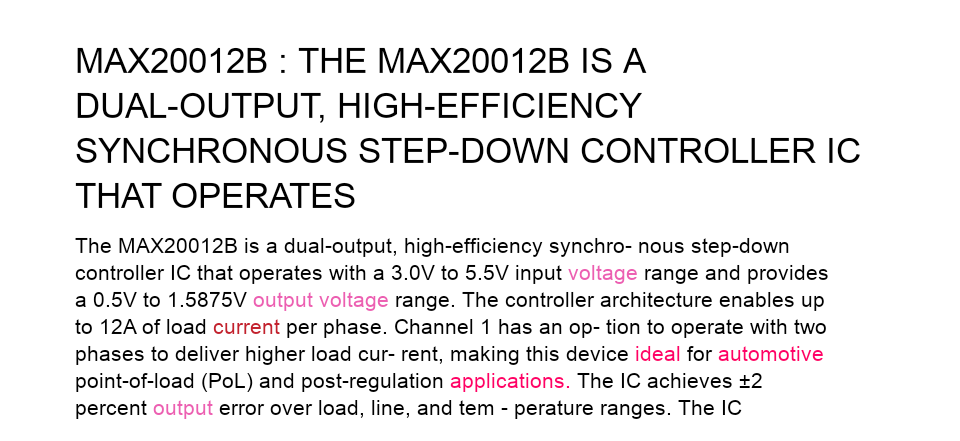 MAX20012B : THE MAX20012B IS A
DUAL-OUTPUT, HIGH-EFFICIENCY
SYNCHRONOUS STEP-DOWN CONTROLLER IC
THAT OPERATES
The MAX20012B is a dual-output, high-efficiency synchro- nous step-down
controller IC that operates with a 3.0V to 5.5V input voltage range and provides
a 0.5V to 1.5875V output voltage range. The controller architecture enables up
to 12A of load current per phase. Channel 1 has an op- tion to operate with two
phases to deliver higher load cur- rent, making this device ideal for automotive
point-of-load (PoL) and post-regulation applications. The IC achieves ±2
percent output error over load, line, and tem - perature ranges. The IC